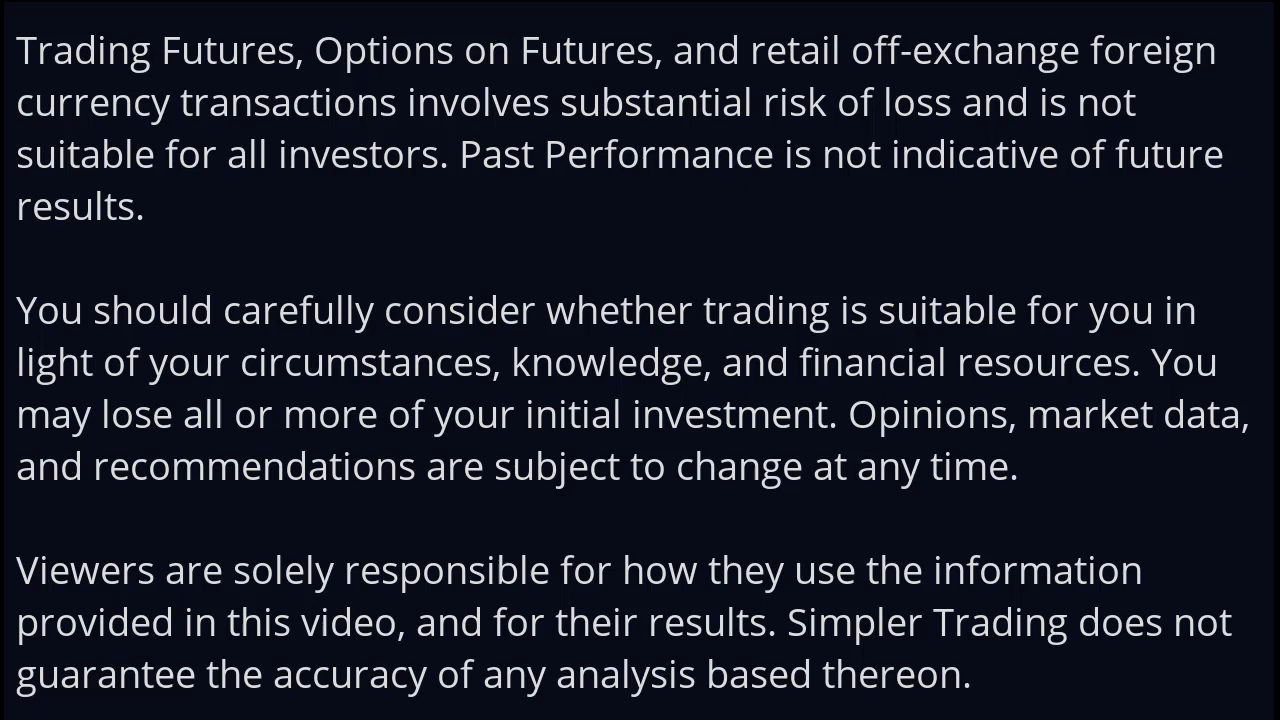 Trading Futures, Options on Futures, and retail off-exchange foreign
currency transactions involves substantial risk of loss and is not
suitable for all investors. Past Performance is not indicative of future
results.
You should carefully consider whether trading is suitable for you in
light of your circumstances, knowledge, and financial resources. You
may lose all or more of your initial investment. Opinions, market data,
and recommendations are subject to change at any time.
Viewers are solely responsible for how they use the information
provided in this video, and for their results. Simpler Trading does not
guarantee the accuracy of any analysis based thereon.